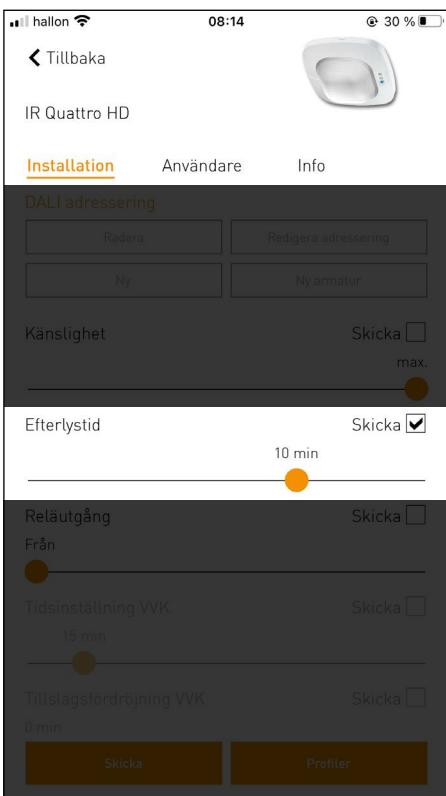 hallon 08:14 30 %
Tillbaka
IR Quattro HD
Installation Användare Info
DALI adressering
Radera Redigera adressering
Ny Ny armatur
Känslighet Skicka
max.
Efterlystid Skicka
10 min
Reläutgång Skicka
Från
Tidsinställning VVK Skicka
15 min
Tillslagsfördröjning VVK Skicka
0 min
Skicka Profiler